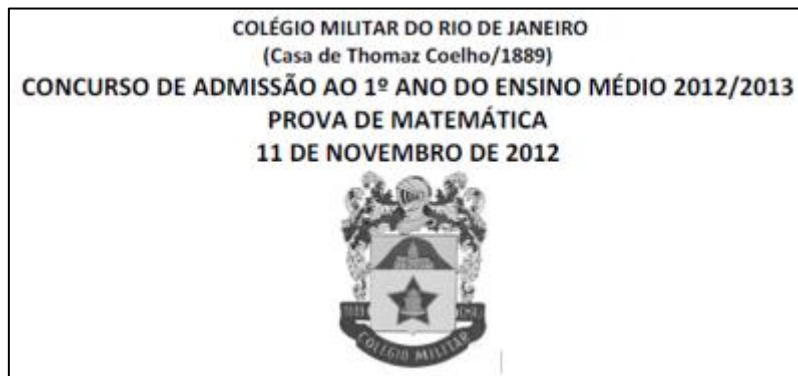 COLÉGIO MILITAR DO RIO DE JANEIRO
(Casa de Thomaz Coelho/1889)
CONCURSO DE ADMISSÃO AO 1º ANO DO ENSINO MÉDIO 2012/2013
PROVA DE MATEMÁTICA
11 DE NOVEMBRO DE 2012
COLEGIO MILITAR